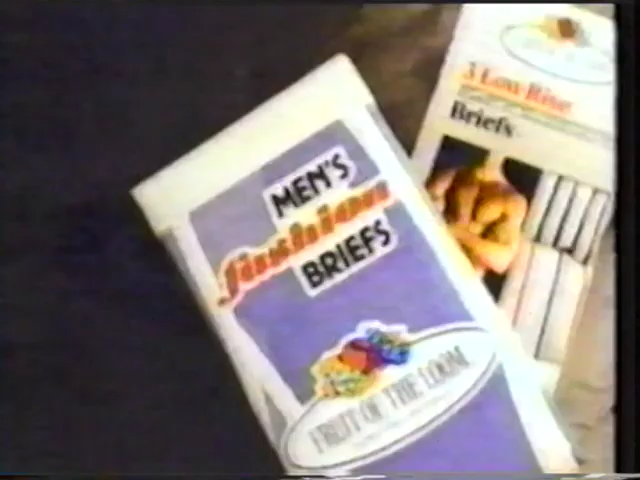 MEN'S
fashion
BRIEFS
FRUIT OF THE LOOM
3 Low Rise
Briefs